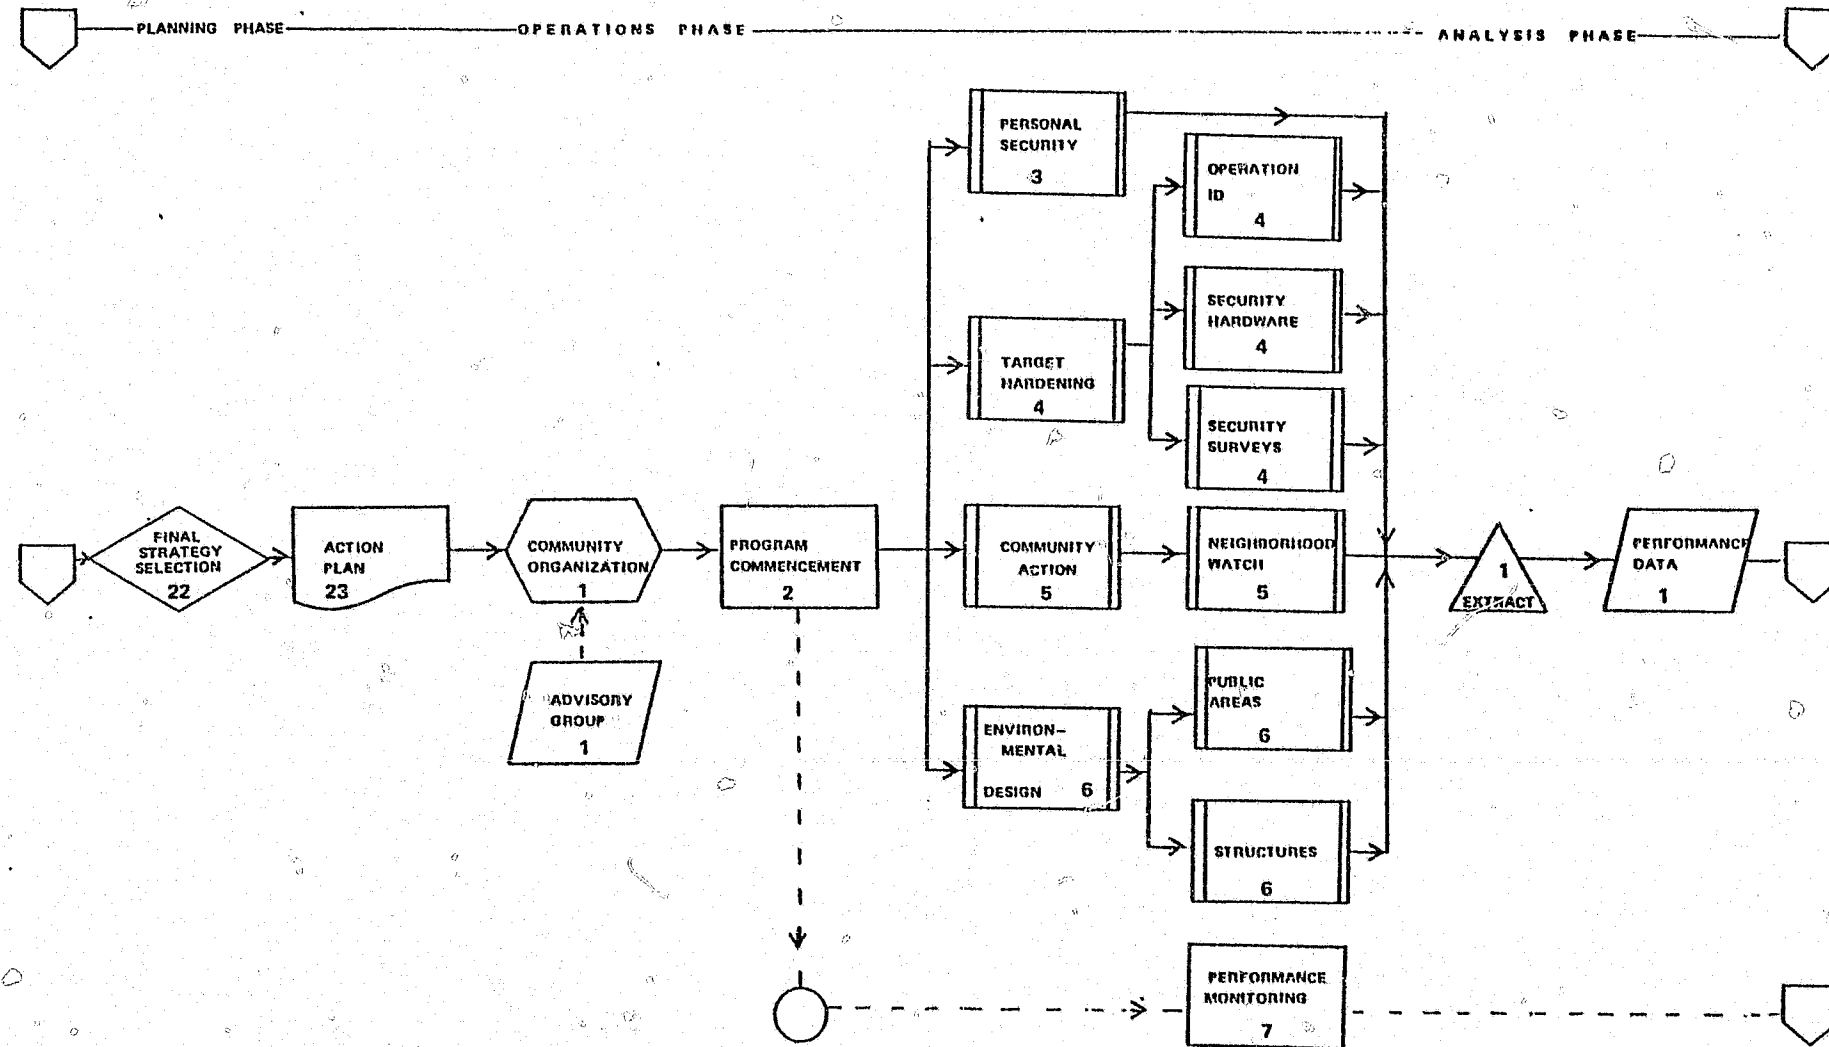 PLANNING PHASE
OPERATIONS PHASE
ANALYSIS PHASE
PERSONAL
SECURITY
3
OPERATION
ID
4
SECURITY
HARDWARE
4
TARGET
HARDENING
4
SECURITY
SURVEYS
4
FINAL
STRATEGY
SELECTION
22
ACTION
PLAN
23
COMMUNITY
ORGANIZATION
1
PROGRAM
COMMENCEMENT
2
COMMUNITY
ACTION
5
NEIGHBORHOOD
WATCH
5
1
EXTRACT
PERFORMANCE
DATA
1
ADVISORY
GROUP
1
ENVIRON-
MENTAL
DESIGN 6
PUBLIC
AREAS
6
STRUCTURES
6
PERFORMANCE
MONITORING
7